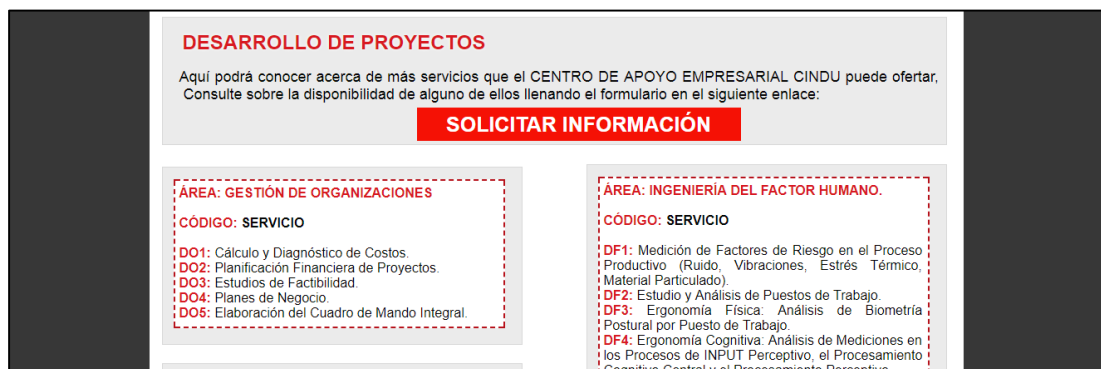 DESARROLLO DE PROYECTOS
Aquí podrá conocer acerca de más servicios que el CENTRO DE APOYO EMPRESARIAL CINDU puede ofertar,
Consulte sobre la disponibilidad de alguno de ellos llenando el formulario en el siguiente enlace:
SOLICITAR INFORMACIÓN
ÁREA: GESTIÓN DE ORGANIZACIONES
CÓDIGO: SERVICIO
DO1: Cálculo y Diagnóstico de Costos.
DO2: Planificación Financiera de Proyectos.
DO3: Estudios de Factibilidad.
DO4: Planes de Negocio.
DO5: Elaboración del Cuadro de Mando Integral.
ÁREA: INGENIERÍA DEL FACTOR HUMANO.
CÓDIGO: SERVICIO
DF1: Medición de Factores de Riesgo en el Proceso
Productivo (Ruido, Vibraciones, Estrés Térmico,
Material Particulado).
DF2: Estudio y Análisis de Puestos de Trabajo.
DF3: Ergonomía Física: Análisis de Biometría
Postural por Puesto de Trabajo.
DF4: Ergonomía Cognitiva: Análisis de Mediciones en
los Procesos de INPUT Perceptivo, el Procesamiento
Cognitivo Central y el Procesamiento Perceptivo